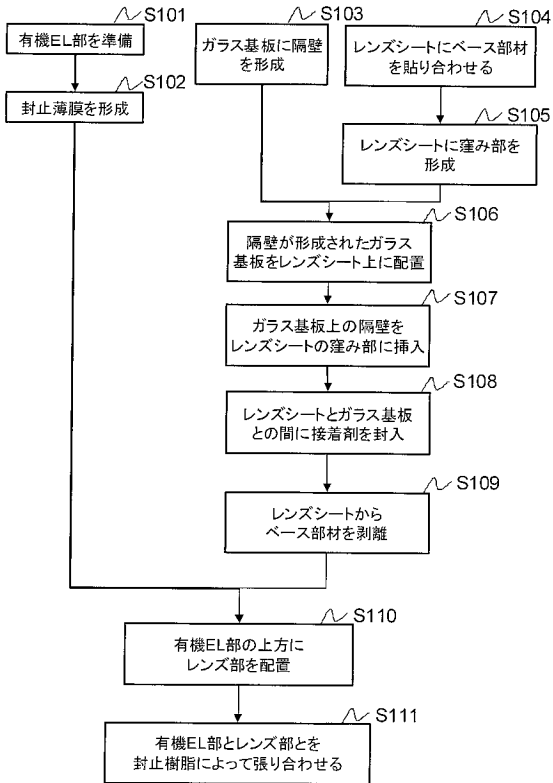 S101
有機EL部を準備
S102
封止薄膜を形成
S103
ガラス基板に隔壁
を形成
S104
レンズシートにベース部材
を貼り合わせる
S105
レンズシートに窪み部を
形成
S106
隔壁が形成されたガラス
基板をレンズシート上に配置
S107
ガラス基板上の隔壁を
レンズシートの窪み部に挿入
S108
レンズシートとガラス基板
との間に接着剤を封入
S109
レンズシートから
ベース部材を剥離
S110
有機EL部の上方に
レンズ部を配置
S111
有機EL部とレンズ部とを
封止樹脂によって張り合わせる